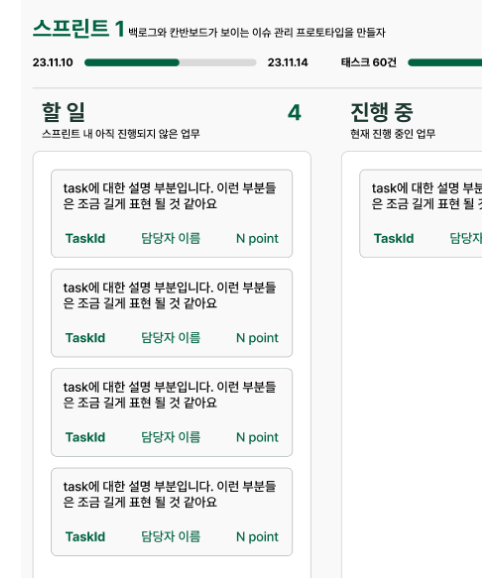 스프린트 1 백로그와 칸반보드가 보이는 이슈 관리 프로토타입을 만들자
23.11.10 23.11.14 태스크 60건
할 일 4
스프린트 내 아직 진행되지 않은 업무
task에 대한 설명 부분입니다. 이런 부분들
은 조금 길게 표현 될 것 같아요
TaskId 담당자 이름 N point
task에 대한 설명 부분입니다. 이런 부분들
은 조금 길게 표현 될 것 같아요
TaskId 담당자 이름 N point
task에 대한 설명 부분입니다. 이런 부분들
은 조금 길게 표현 될 것 같아요
TaskId 담당자 이름 N point
task에 대한 설명 부분입니다. 이런 부분들
은 조금 길게 표현 될 것 같아요
TaskId 담당자 이름 N point
진행 중
현재 진행 중인 업무
task에 대한 설명
은 조금 길게 표현 될
TaskId 담당자